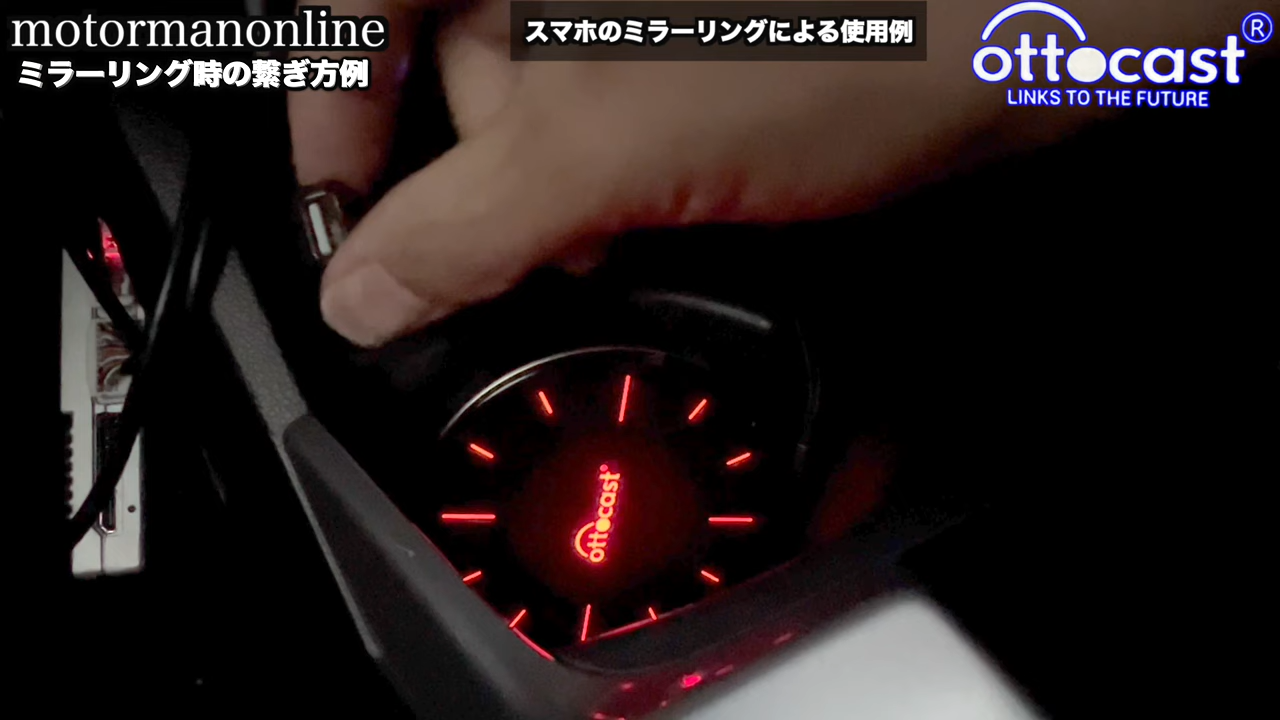 motormanonline
ミラーリング時の繋ぎ方例
スマホのミラーリングによる使用例
ottocast®
LINKS TO THE FUTURE
ottocast®